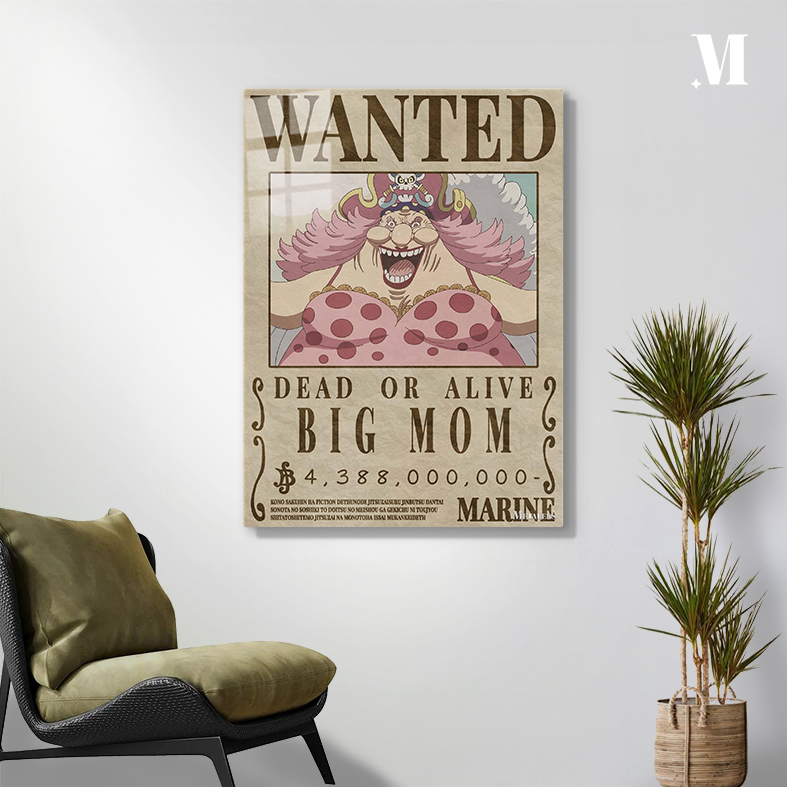 M
WANTED
DEAD OR ALIVE
BIG MOM
4,388,000,000-
KONO SAKUHIN HA FICTION DETHUNODE JITSUZAISURU JINBUTSU DANTAI
SONOTA NO SOSHIKI TO DOITSU NO MEISHOU GA GEKICHU NI TOUJYOU
SHITATOSHITEMO JITSUZAI NA MONOTOHA ISSAI MUKANKEIDETH
MARINE